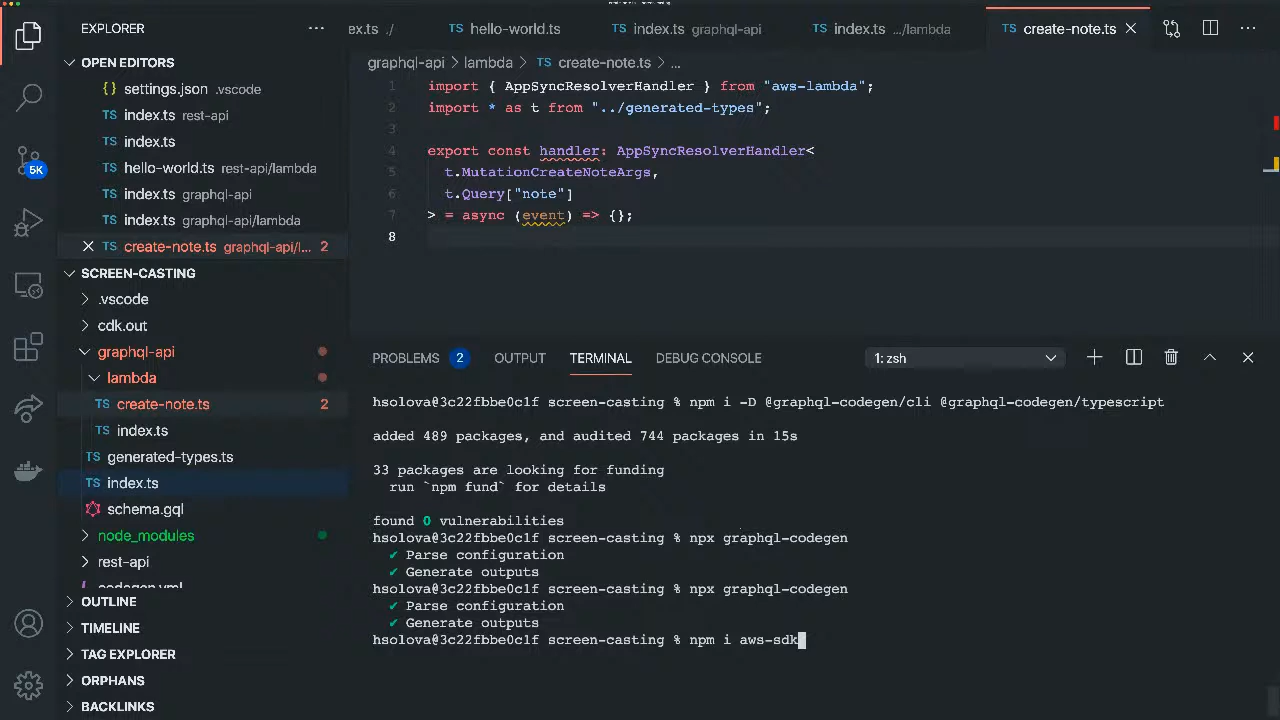 EXPLORER
OPEN EDITORS
settings.json .vscode
index.ts rest-api
index.ts
hello-world.ts rest-api/lambda
index.ts graphql-api
index.ts graphql-api/lambda
create-note.ts graphql-api/l... 2
SCREEN-CASTING
.vscode
cdk.out
graphql-api
lambda
TS create-note.ts 2
TS index.ts
TS generated-types.ts
TS index.ts
schema.gql
node_modules
rest-api
OUTLINE
TIMELINE
TAG EXPLORER
ORPHANS
BACKLINKS
5K
ex.ts ./
TS hello-world.ts
TS index.ts graphql-api
TS index.ts .../lambda
TS create-note.ts
graphql-api > lambda > TS create-note.ts > ...
1 import { AppSyncResolverHandler } from "aws-lambda";
2 import * as t from "../generated-types";
3
4 export const handler: AppSyncResolverHandler<
5 t.MutationCreateNoteArgs,
6 t.Query["note"]
7 > = async (event) => {};
8
PROBLEMS 2 OUTPUT TERMINAL DEBUG CONSOLE 1: zsh
hsolova@3c22fbbe0c1f screen-casting % npm i -D @graphql-codegen/cli @graphql-codegen/typescript
added 489 packages, and audited 744 packages in 15s
33 packages are looking for funding
run `npm fund` for details
found 0 vulnerabilities
hsolova@3c22fbbe0c1f screen-casting % npx graphql-codegen
✔ Parse configuration
✔ Generate outputs
hsolova@3c22fbbe0c1f screen-casting % npx graphql-codegen
✔ Parse configuration
✔ Generate outputs
hsolova@3c22fbbe0c1f screen-casting % npm i aws-sdk